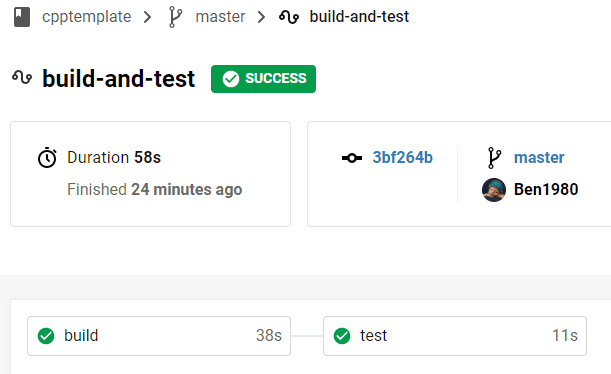 cpptemplate > master > build-and-test
build-and-test SUCCESS
Duration 58s
Finished 24 minutes ago
3bf264b
master
Ben1980
build 38s
test 11s